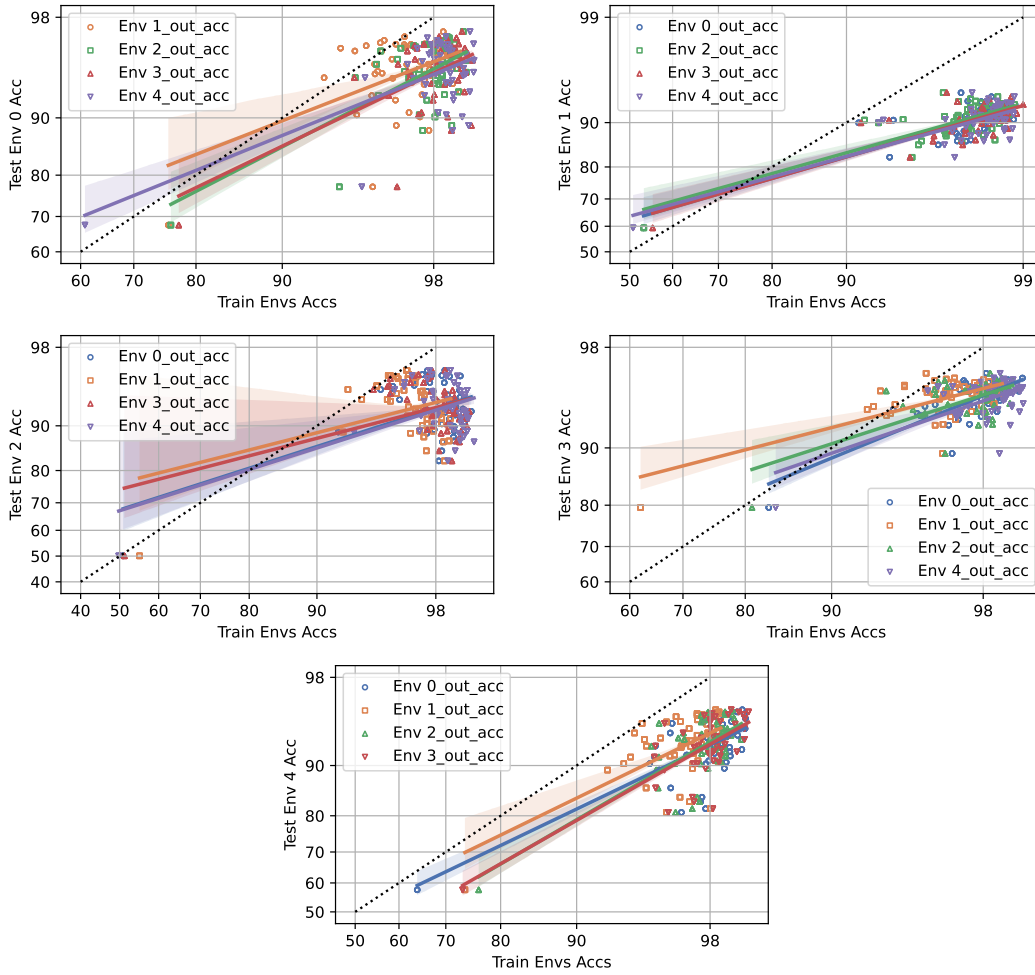 98
90
80
70
60
Test Env 0 Acc
Env 1_out_acc
Env 2_out_acc
Env 3_out_acc
Env 4_out_acc
60
70
80
90
98
Train Envs Accs
99
90
80
70
60
50
Test Env 1 Acc
Env 0_out_acc
Env 2_out_acc
Env 3_out_acc
Env 4_out_acc
50
60
70
80
90
99
Train Envs Accs
98
90
80
70
60
50
40
Test Env 2 Acc
Env 0_out_acc
Env 1_out_acc
Env 3_out_acc
Env 4_out_acc
40
50
60
70
80
90
98
Train Envs Accs
98
90
80
70
60
Test Env 3 Acc
Env 0_out_acc
Env 1_out_acc
Env 2_out_acc
Env 4_out_acc
60
70
80
90
98
Train Envs Accs
98
90
80
70
60
50
Test Env 4 Acc
Env 0_out_acc
Env 1_out_acc
Env 2_out_acc
Env 3_out_acc
50
60
70
80
90
98
Train Envs Accs